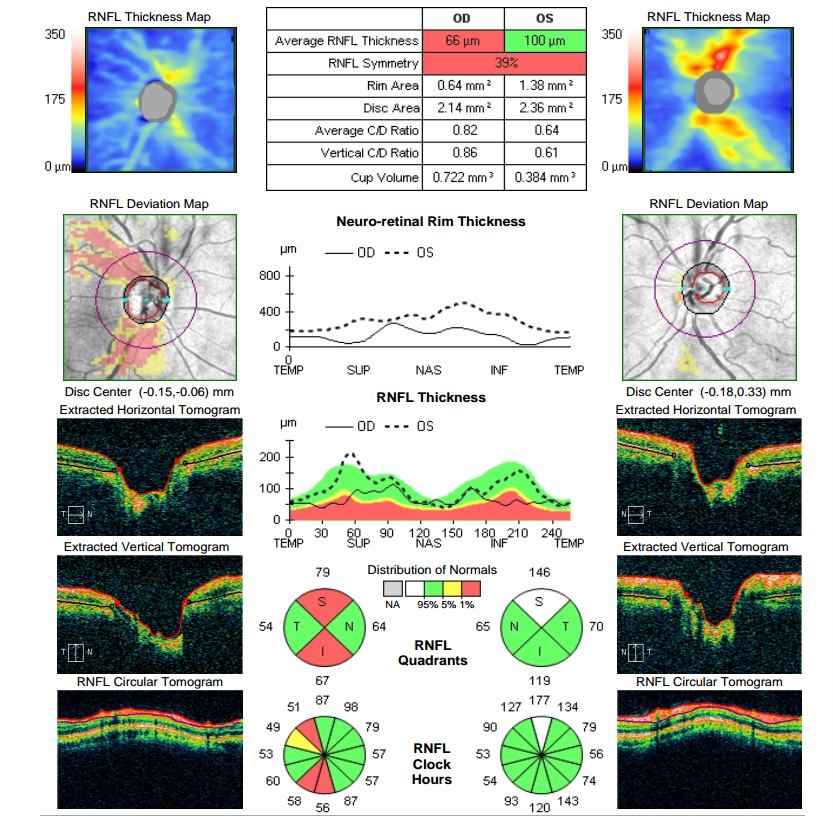 RNFL Thickness Map
350
175
0 µm
OD OS
Average RNFL Thickness 66 µm 100 µm
RNFL Symmetry 39%
Rim Area 0.64 mm² 1.38 mm²
Disc Area 2.14 mm² 2.36 mm²
Average C/D Ratio 0.82 0.64
Vertical C/D Ratio 0.86 0.61
Cup Volume 0.722 mm³ 0.384 mm³
RNFL Thickness Map
350
175
0 µm
RNFL Deviation Map
Disc Center (-0.15,-0.06) mm
Neuro-retinal Rim Thickness
µm OD OS
800
400
0
0
TEMP SUP NAS INF TEMP
RNFL Deviation Map
Disc Center (-0.18,0.33) mm
Extracted Horizontal Tomogram
T N
RNFL Thickness
µm OD OS
200
100
0
0 30 60 90 120 150 180 210 240
TEMP SUP NAS INF TEMP
Extracted Horizontal Tomogram
N T
Extracted Vertical Tomogram
T N
Distribution of Normals
NA 95% 5% 1%
79
S
54 T N 64
I
67
RNFL
Quadrants
146
S
65 N T 70
I
119
Extracted Vertical Tomogram
N T
RNFL Circular Tomogram
87
51 98
49 79
53 57
60 57
58 87
56
RNFL
Clock
Hours
177
127 134
90 79
53 56
54 74
93 143
120
RNFL Circular Tomogram